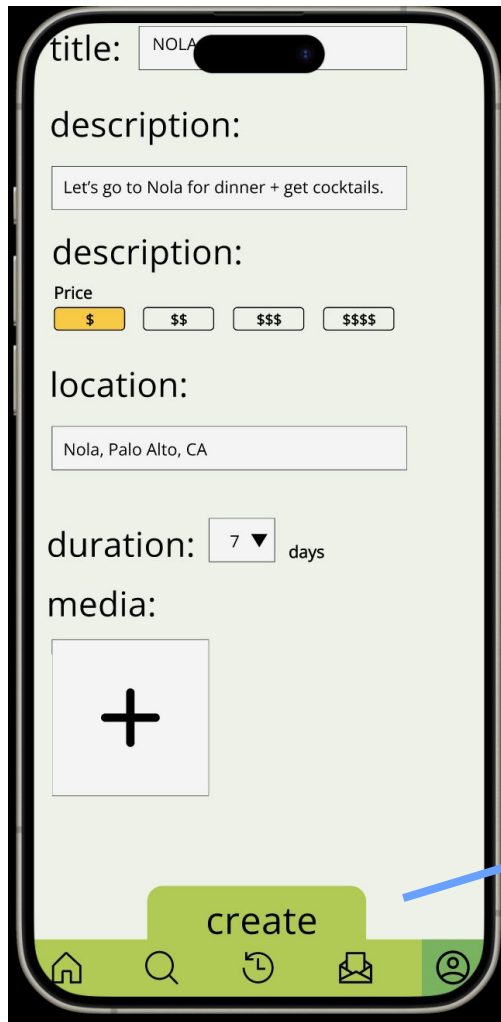 title: NOLA
description:
Let's go to Nola for dinner + get cocktails.
description:
Price
$ $$ $$$ $$$$
location:
Nola, Palo Alto, CA
duration: 7 days
media:
create